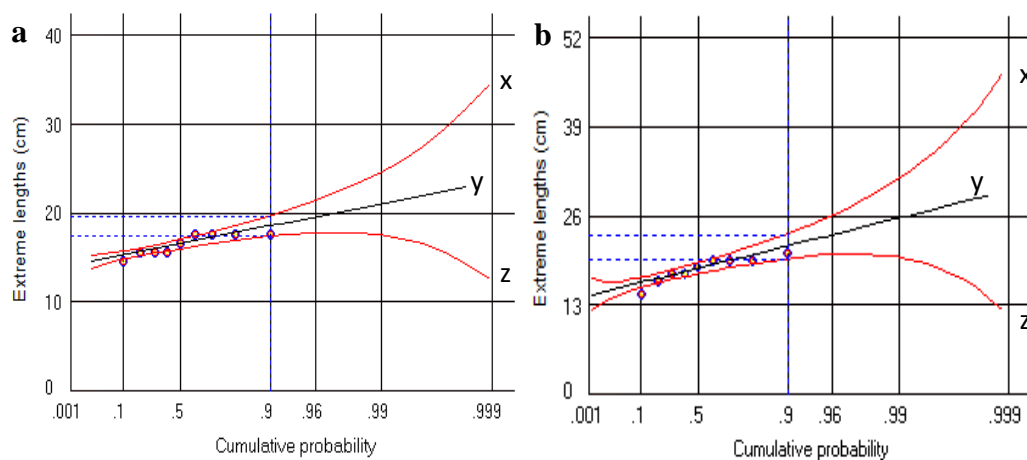 a
Extreme lengths (cm)
40
30
20
10
0
x
y
z
.001 .1 .5 .9 .96 .99 .999
Cumulative probability
b
Extreme lengths (cm)
52
39
26
13
0
x
y
z
.001 .1 .5 .9 .96 .99 .999
Cumulative probability